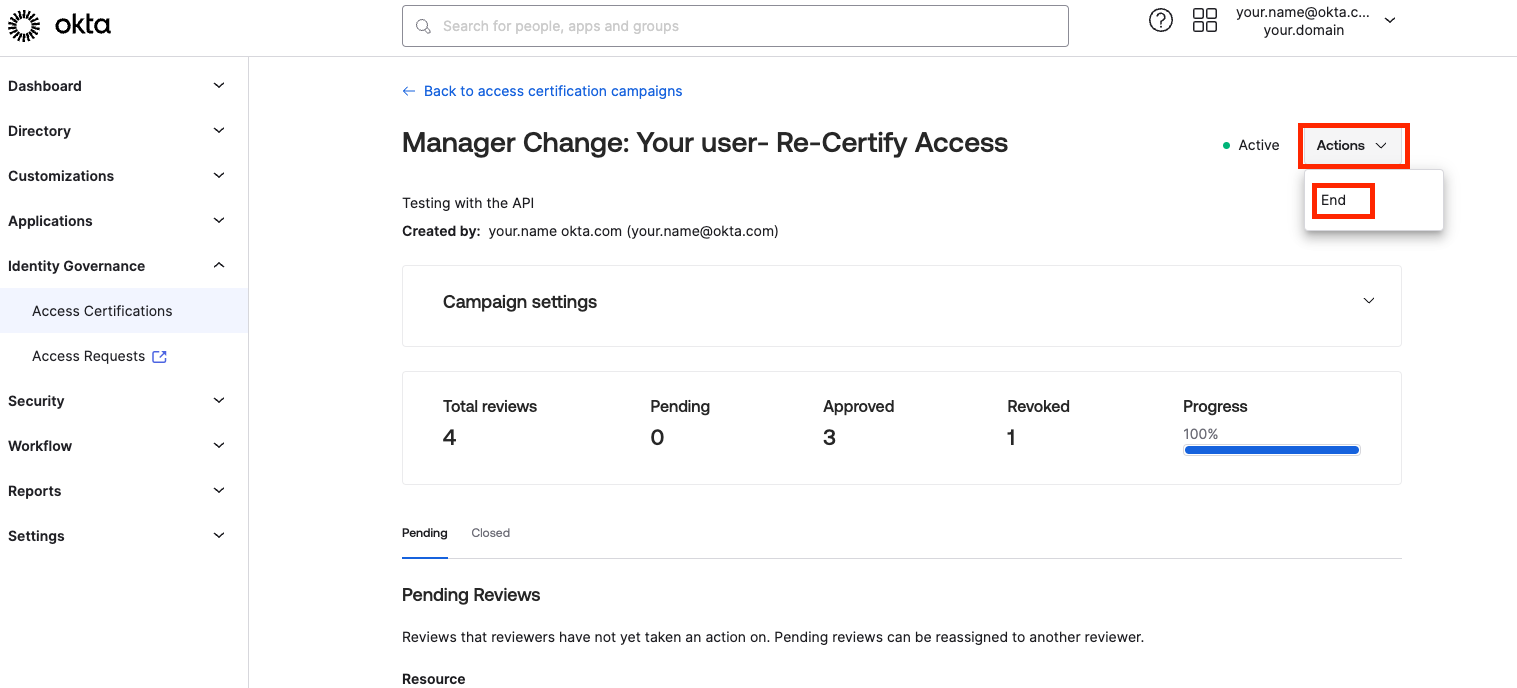 okta
Search for people, apps and groups
your.name@okta.c...
your.domain
Dashboard
Directory
Customizations
Applications
Identity Governance
Access Certifications
Access Requests
Security
Workflow
Reports
Settings
Back to access certification campaigns
Manager Change: Your user- Re-Certify Access
Active
Actions
End
Testing with the API
Created by: your.name okta.com (your.name@okta.com)
Campaign settings
Total reviews Pending Approved Revoked Progress
4 0 3 1 100%
Pending Closed
Pending Reviews
Reviews that reviewers have not yet taken an action on. Pending reviews can be reassigned to another reviewer.
Resource